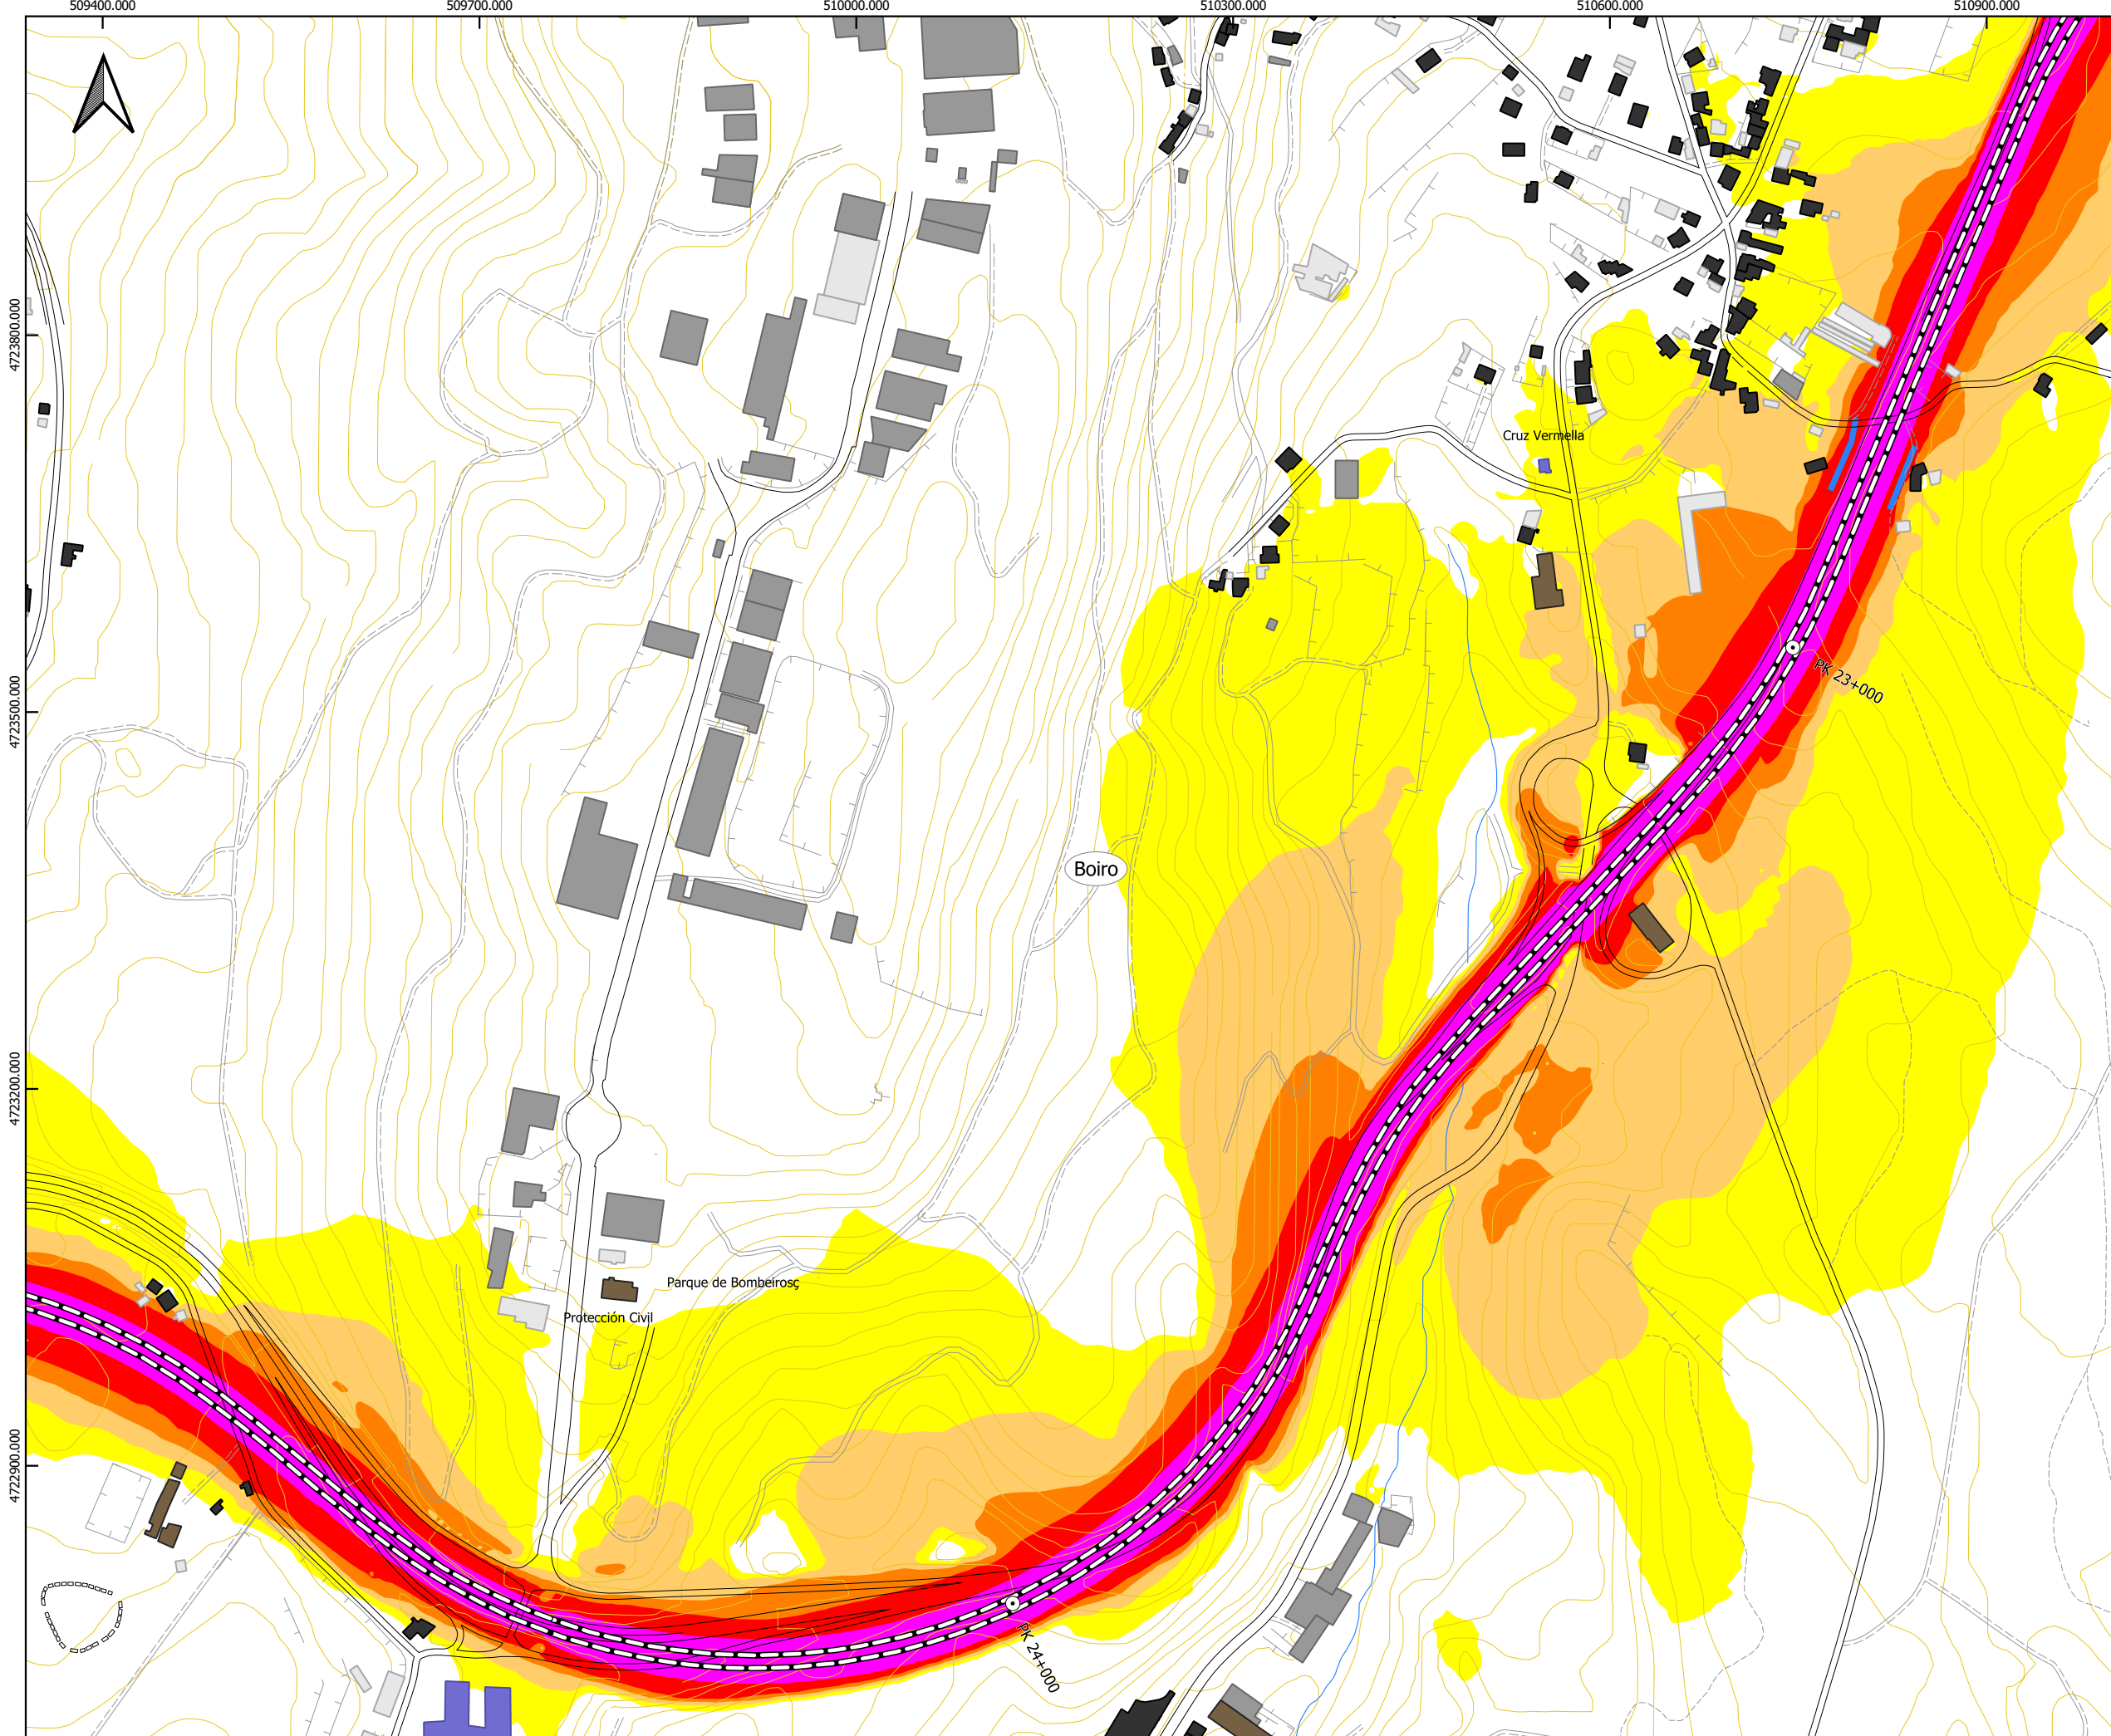 509400.000
509700.000
510000.000
510300.000
510600.000
510900.000
4723800.000
Cruz Vermella
PK 23+000
4723500.000
Boiro
4723200.000
Parque de Bombeirosç
Protección Civil
4722900.000
PK 24+000